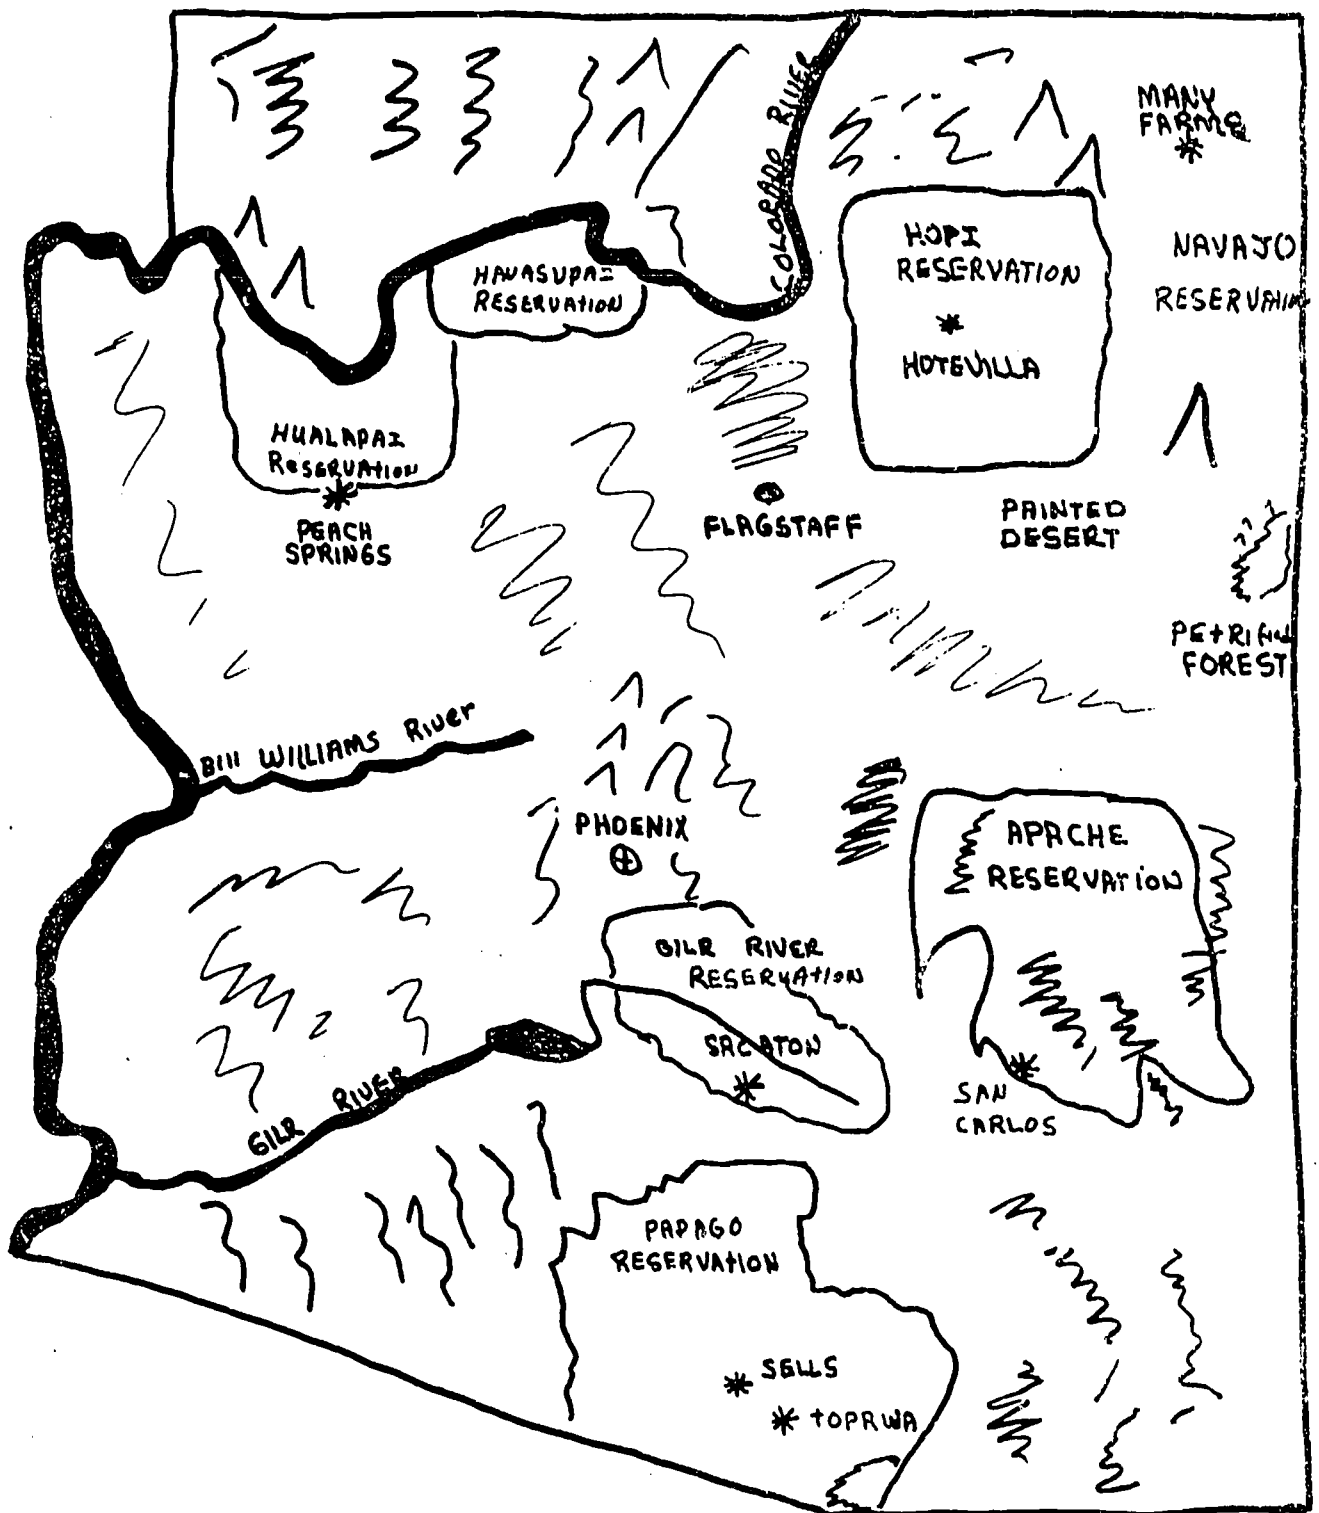 COLORADO RIVER
MANY
FARMS
HOPI
RESERVATION
HOTEVILLA
NAVAJO
RESERVATION
HAVASUPAI
RESERVATION
HUALAPAI
RESERVATION
PEACH
SPRINGS
FLAGSTAFF
PAINTED
DESERT
PEtRIfied
FOREST
Bill WILLIAMS River
PHOENIX
APACHE
RESERVATiON
GILA RIVER
RESERVAtION
SACATON
SAN
CARLOS
GILA RIVER
PAPAGO
RESERVAtION
SELLS
tOPAWA